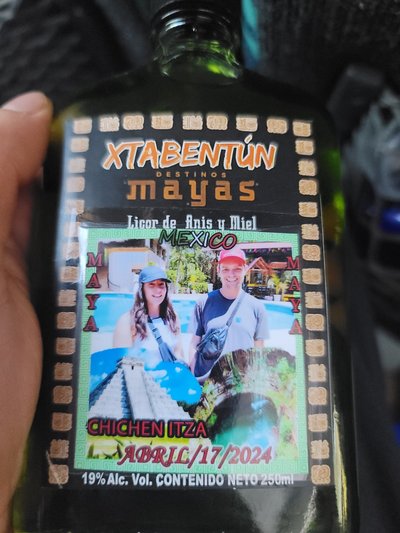 XTABENTÚN
DESTINOS
mayas
Licor de Anis y Miel
MEXICO
MAYA
MAYA
CHICHEN ITZA
ABRIL/17/2024
19% Alc. Vol. CONTENIDO NETO 250ml